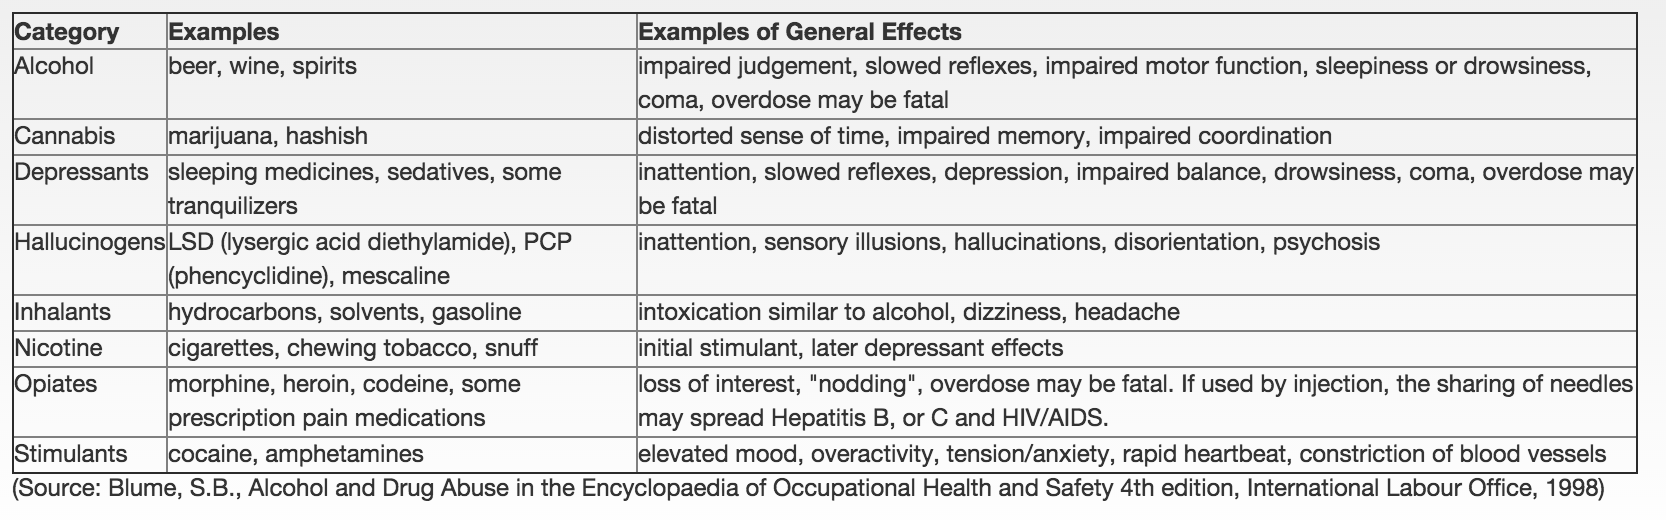 Category Examples Examples of General Effects
Alcohol beer, wine, spirits impaired judgement, slowed reflexes, impaired motor function, sleepiness or drowsiness,
coma, overdose may be fatal
Cannabis marijuana, hashish distorted sense of time, impaired memory, impaired coordination
Depressants sleeping medicines, sedatives, some inattention, slowed reflexes, depression, impaired balance, drowsiness, coma, overdose may
tranquilizers be fatal
Hallucinogens LSD (lysergic acid diethylamide), PCP inattention, sensory illusions, hallucinations, disorientation, psychosis
(phencyclidine), mescaline
Inhalants hydrocarbons, solvents, gasoline intoxication similar to alcohol, dizziness, headache
Nicotine cigarettes, chewing tobacco, snuff initial stimulant, later depressant effects
Opiates morphine, heroin, codeine, some loss of interest, "nodding", overdose may be fatal. If used by injection, the sharing of needles
prescription pain medications may spread Hepatitis B, or C and HIV/AIDS.
Stimulants cocaine, amphetamines elevated mood, overactivity, tension/anxiety, rapid heartbeat, constriction of blood vessels
(Source: Blume, S.B., Alcohol and Drug Abuse in the Encyclopaedia of Occupational Health and Safety 4th edition, International Labour Office, 1998)